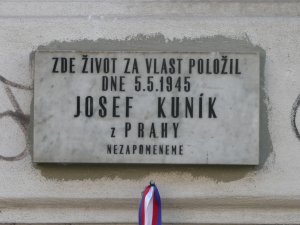 ZDE ŽIVOT ZA VLAST POLOŽIL
DNE 5.5.1945
JOSEF KUNÍK
Z PRAHY
NEZAPOMENEME